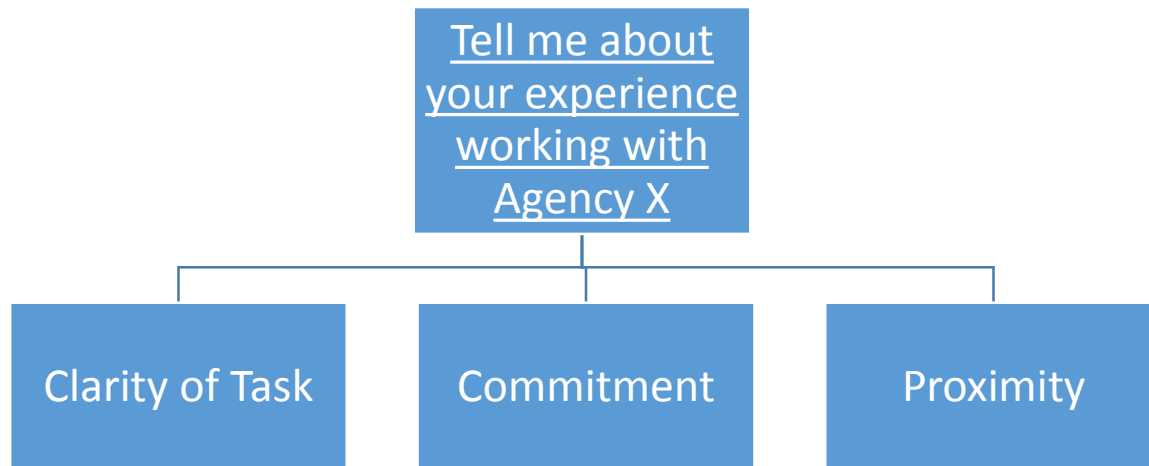 Tell me about
your experience
working with
Agency X
Clarity of Task
Commitment
Proximity